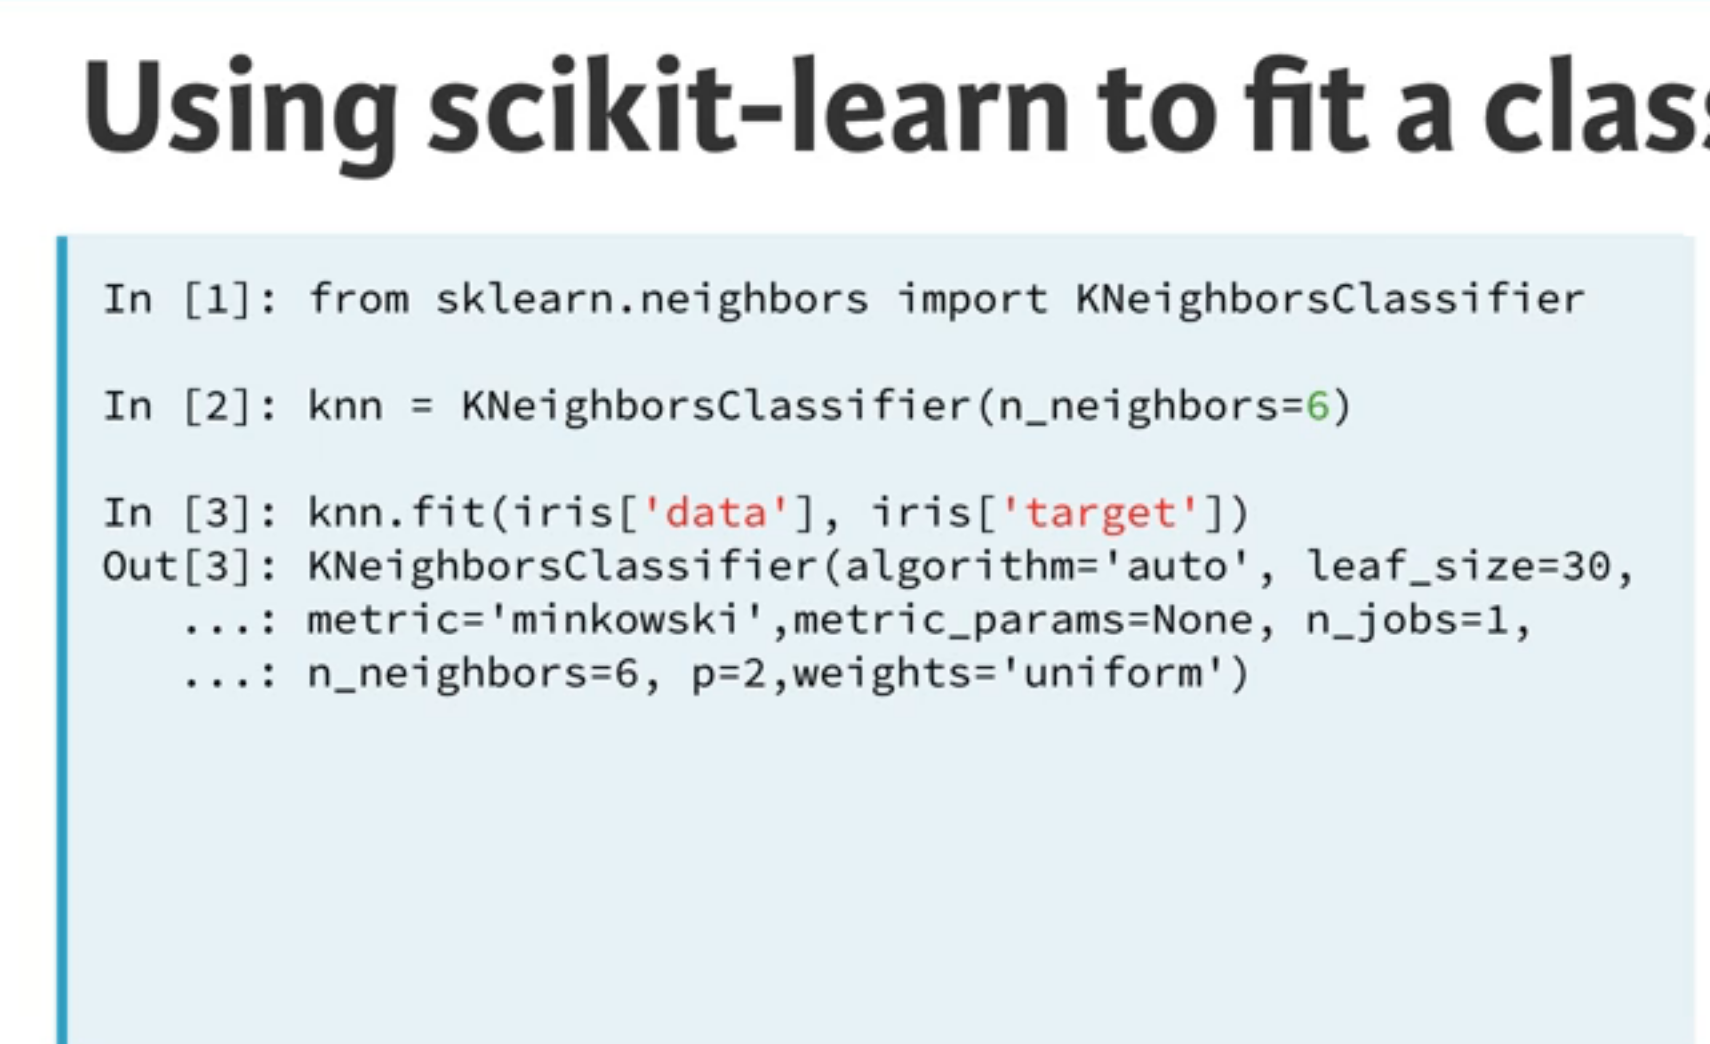 Using scikit-learn to fit a clas
In [1]: from sklearn.neighbors import KNeighborsClassifier
In [2]: knn = KNeighborsClassifier(n_neighbors=6)
In [3]: knn.fit(iris['data'], iris['target'])
Out[3]: KNeighborsClassifier(algorithm='auto', leaf_size=30,
...: metric='minkowski',metric_params=None, n_jobs=1,
...: n_neighbors=6, p=2,weights='uniform')